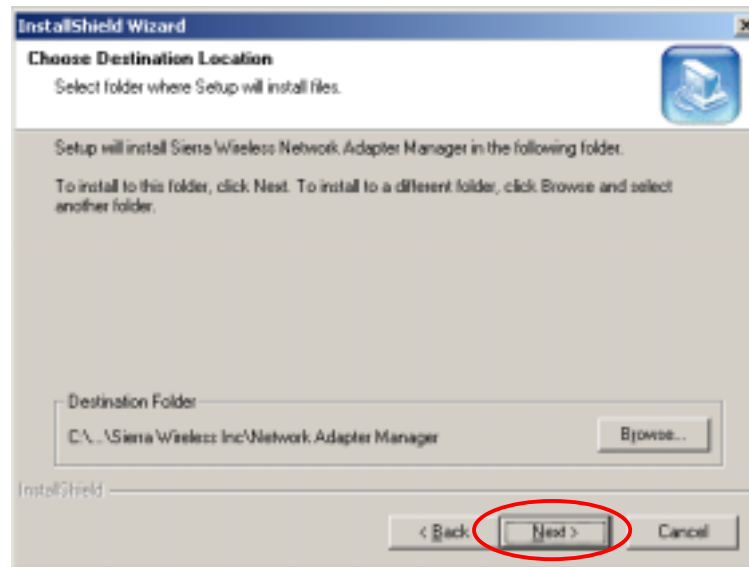 InstallShield Wizard
Choose Destination Location
Select folder where Setup will install files.
Setup will install Sierra Wireless Network Adapter Manager in the following folder.
To install to this folder, click Next. To install to a different folder, click Browse and select
another folder.
Destination Folder
C:\...\Sierra Wireless Inc\Network Adapter Manager
Browse...
InstallShield
< Back
Next >
Cancel